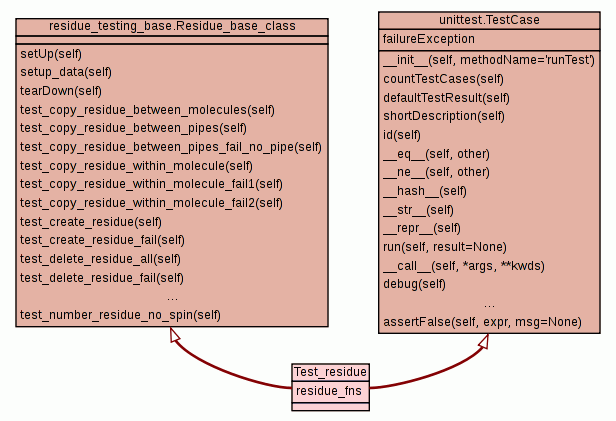 residue_testing_base.Residue_base_class
setUp(self)
setup_data(self)
tearDown(self)
test_copy_residue_between_molecules(self)
test_copy_residue_between_pipes(self)
test_copy_residue_between_pipes_fail_no_pipe(self)
test_copy_residue_within_molecule(self)
test_copy_residue_within_molecule_fail1(self)
test_copy_residue_within_molecule_fail2(self)
test_create_residue(self)
test_create_residue_fail(self)
test_delete_residue_all(self)
test_delete_residue_fail(self)
...
test_number_residue_no_spin(self)
unittest.TestCase
failureException
__init__(self, methodName='runTest')
countTestCases(self)
defaultTestResult(self)
shortDescription(self)
id(self)
__eq__(self, other)
__ne__(self, other)
__hash__(self)
__str__(self)
__repr__(self)
run(self, result=None)
__call__(self, *args, **kwds)
debug(self)
...
assertFalse(self, expr, msg=None)
Test_residue
residue_fns